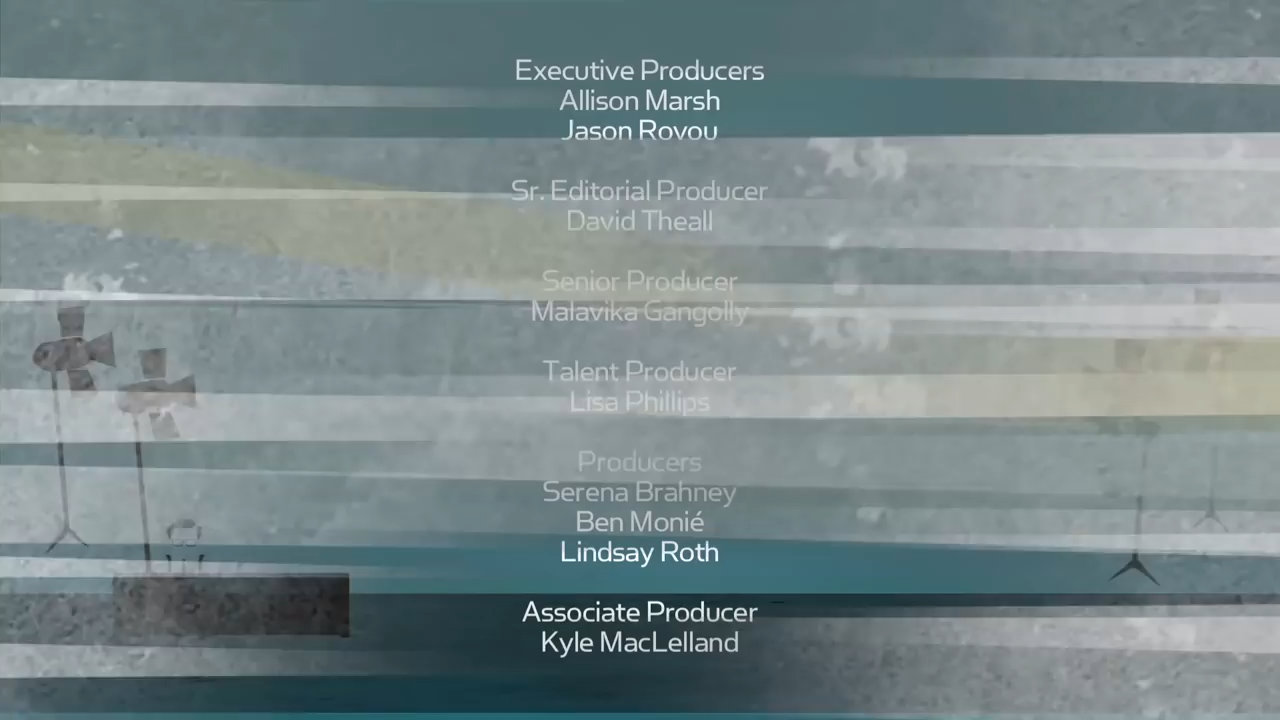 Executive Producers
Allison Marsh
Jason Rovou
Sr. Editorial Producer
David Theall
Senior Producer
Malavika Gangolly
Talent Producer
Lisa Phillips
Producers
Serena Brahney
Ben Monié
Lindsay Roth
Associate Producer
Kyle MacLelland